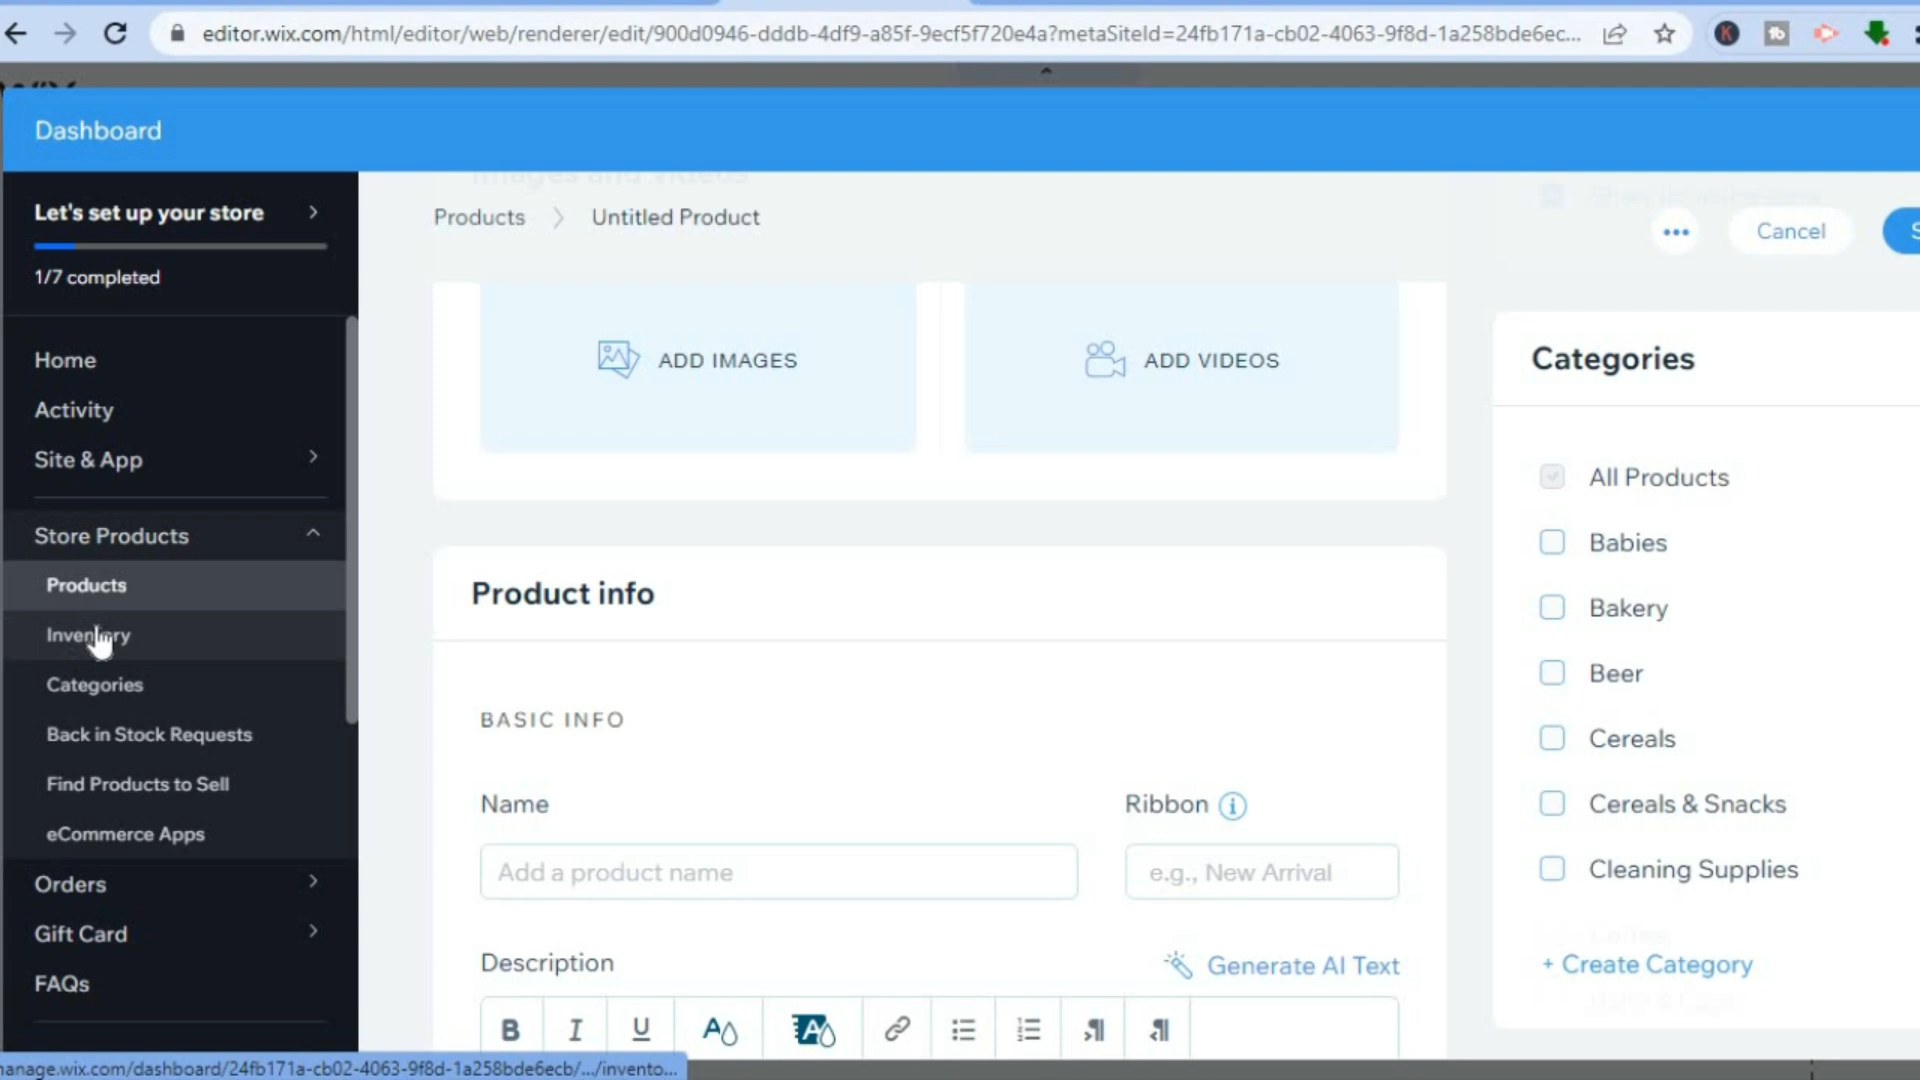 editor.wix.com/html/editor/web/renderer/edit/900d0946-dddb-4df9-a85f-9ecf5f720e4a?metaSiteId=24fb171a-cb02-4063-9f8d-1a258bde6ec...
Dashboard
Let's set up your store
1/7 completed
Home
Activity
Site & App
Store Products
Products
Inventory
Categories
Back in Stock Requests
Find Products to Sell
eCommerce Apps
Orders
Gift Card
FAQs
Images and videos
Products > Untitled Product
Cancel
ADD IMAGES
ADD VIDEOS
Product info
BASIC INFO
Name
Ribbon
Add a product name
e.g., New Arrival
Description
Generate AI Text
B I U
Categories
All Products
Babies
Bakery
Beer
Cereals
Cereals & Snacks
Cleaning Supplies
+ Create Category
manage.wix.com/dashboard/24fb171a-cb02-4063-9f8d-1a258bde6ecb/.../invento...